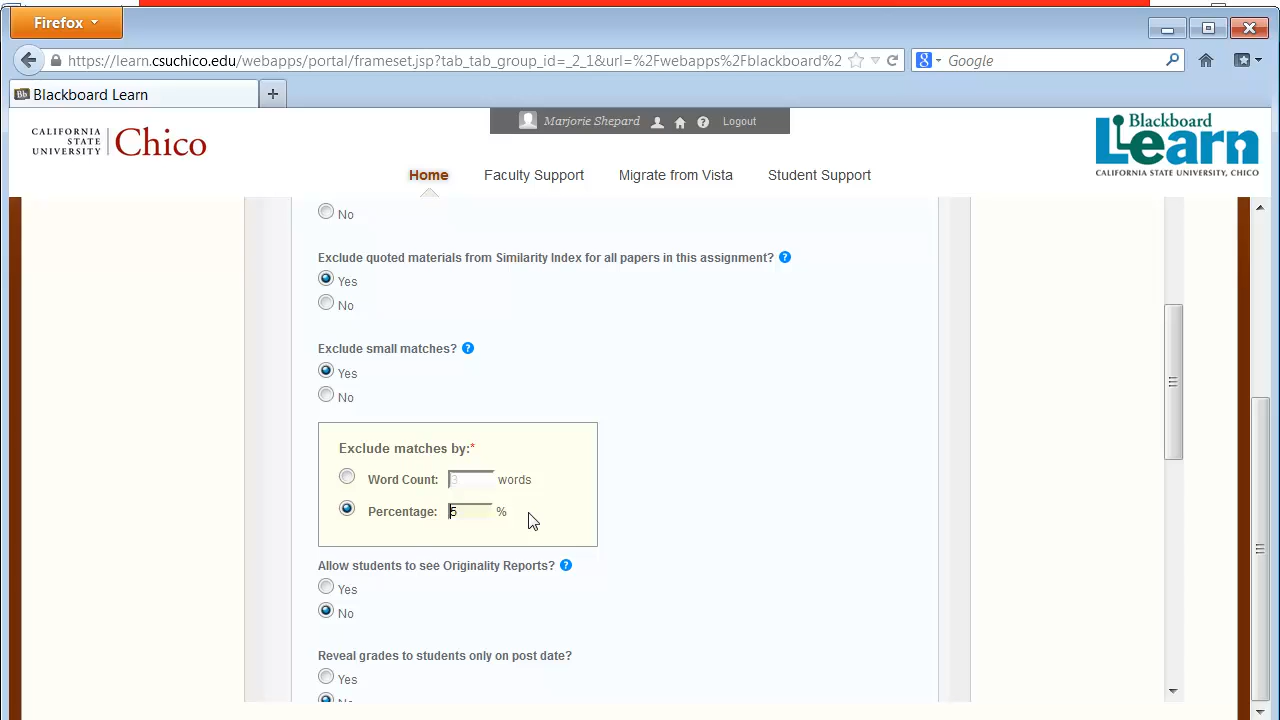 Firefox
https://learn.csuchico.edu/webapps/portal/frameset.jsp?tab_tab_group_id=_2_1&url=%2Fwebapps%2Fblackboard%2
Google
Bb Blackboard Learn
Marjorie Shepard Logout
CALIFORNIA STATE UNIVERSITY Chico
Blackboard Learn
CALIFORNIA STATE UNIVERSITY, CHICO
Home Faculty Support Migrate from Vista Student Support
No
Exclude quoted materials from Similarity Index for all papers in this assignment? ?
Yes
No
Exclude small matches? ?
Yes
No
Exclude matches by:*
Word Count: 3 words
Percentage: 5 %
Allow students to see Originality Reports? ?
Yes
No
Reveal grades to students only on post date?
Yes
No